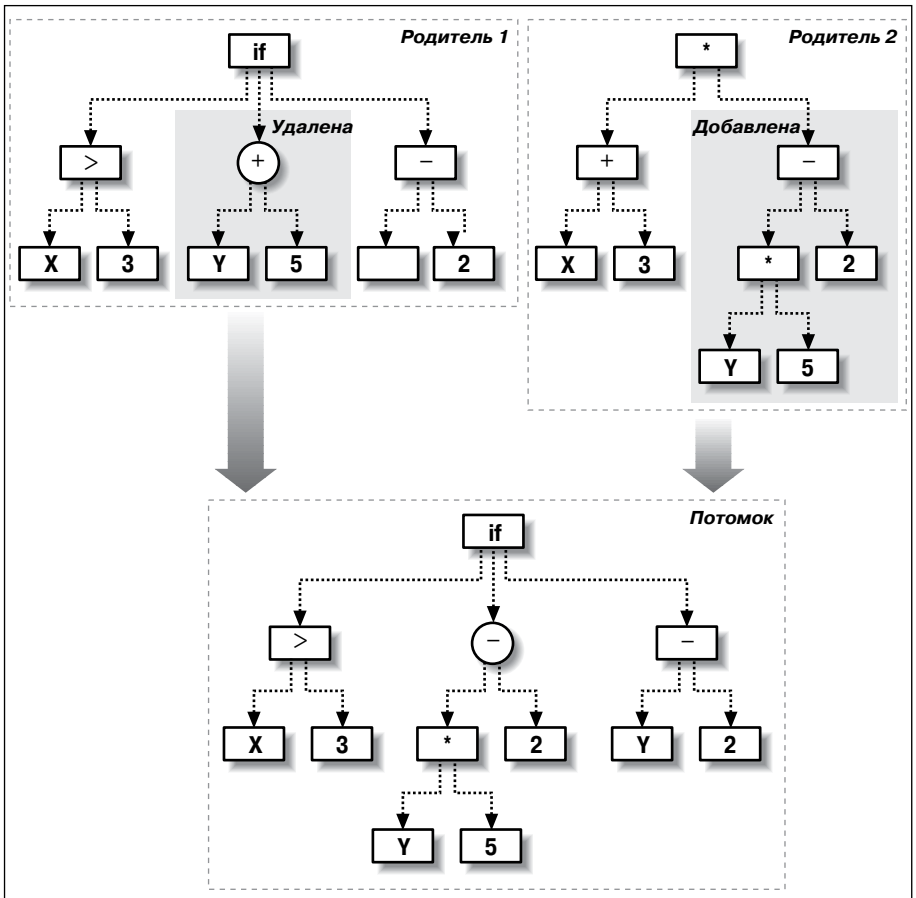 Родитель 1
if
Удалена
> + –
X 3 Y 5 2
Родитель 2
*
Добавлена
+ –
X 3 * 2
Y 5
Потомок
if
> – –
X 3 * 2 Y 2
Y 5